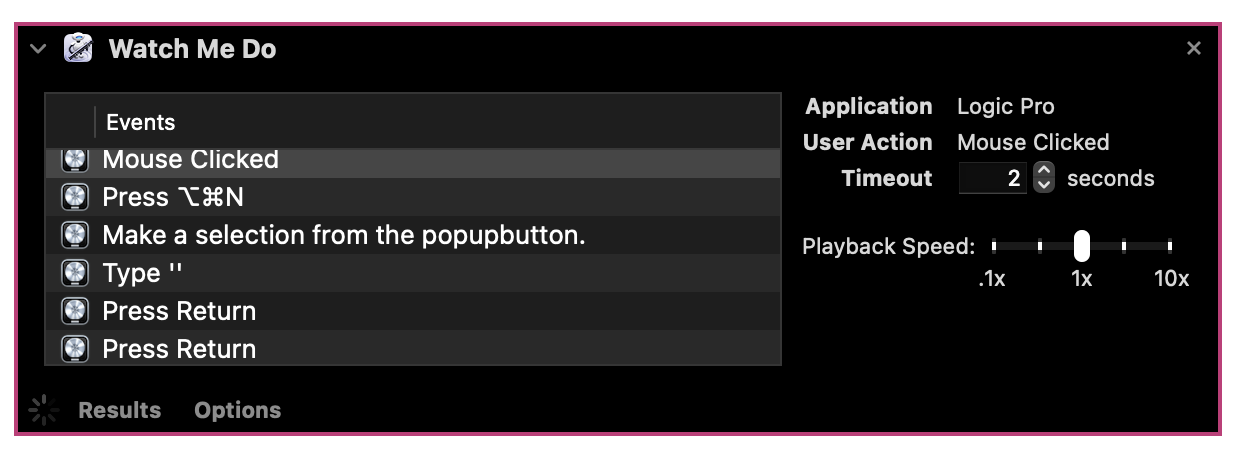 Watch Me Do
Events
Mouse Clicked
Press ⌥⌘N
Make a selection from the popupbutton.
Type ''
Press Return
Press Return
Application Logic Pro
User Action Mouse Clicked
Timeout 2 seconds
Playback Speed:
.1x 1x 10x
Results Options